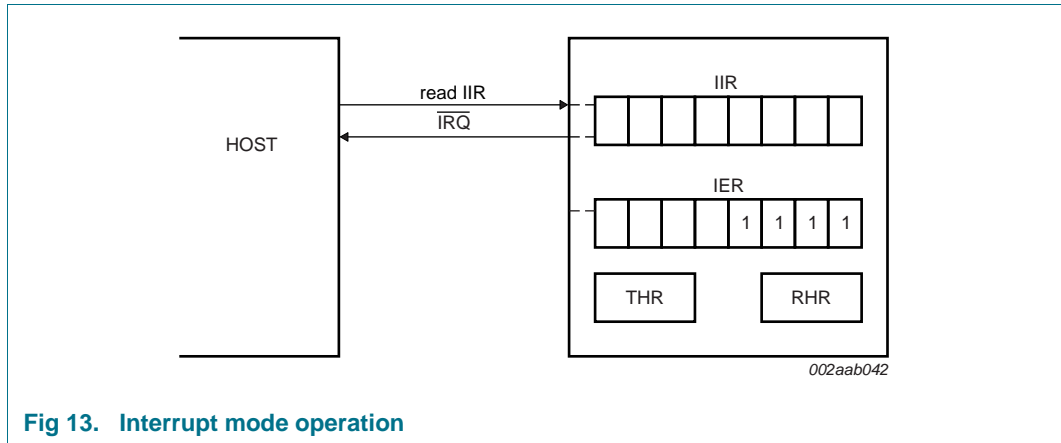 HOST
read IIR
IRQ
IIR
IER
1 1 1 1
THR
RHR
002aab042
Fig 13. Interrupt mode operation